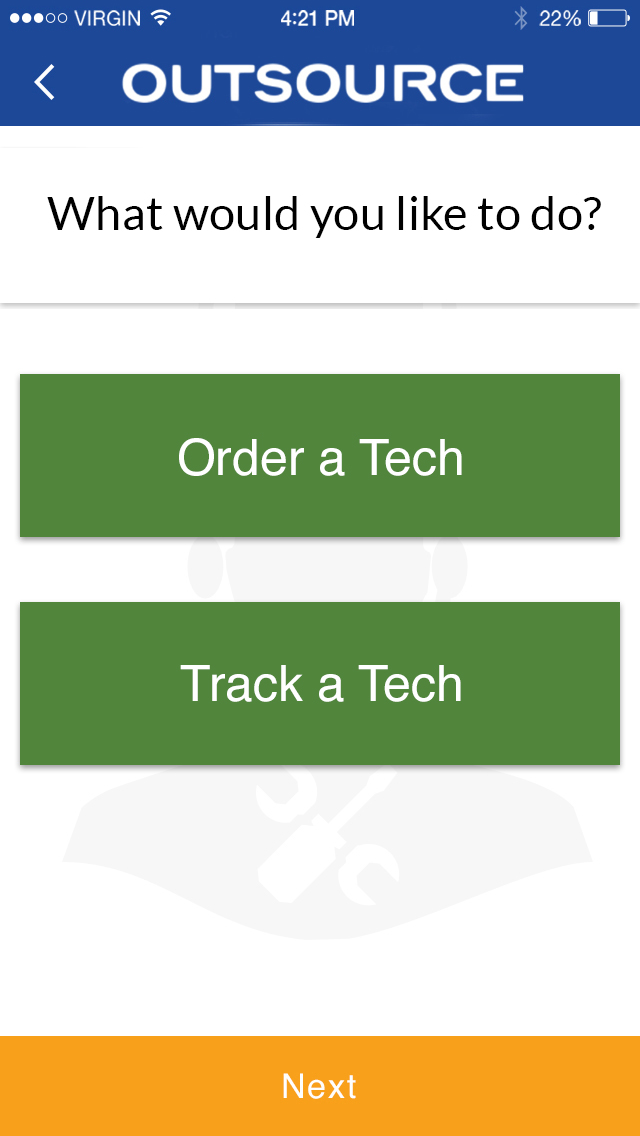 VIRGIN 4:21 PM 22%
OUTSOURCE
What would you like to do?
Order a Tech
Track a Tech
Next